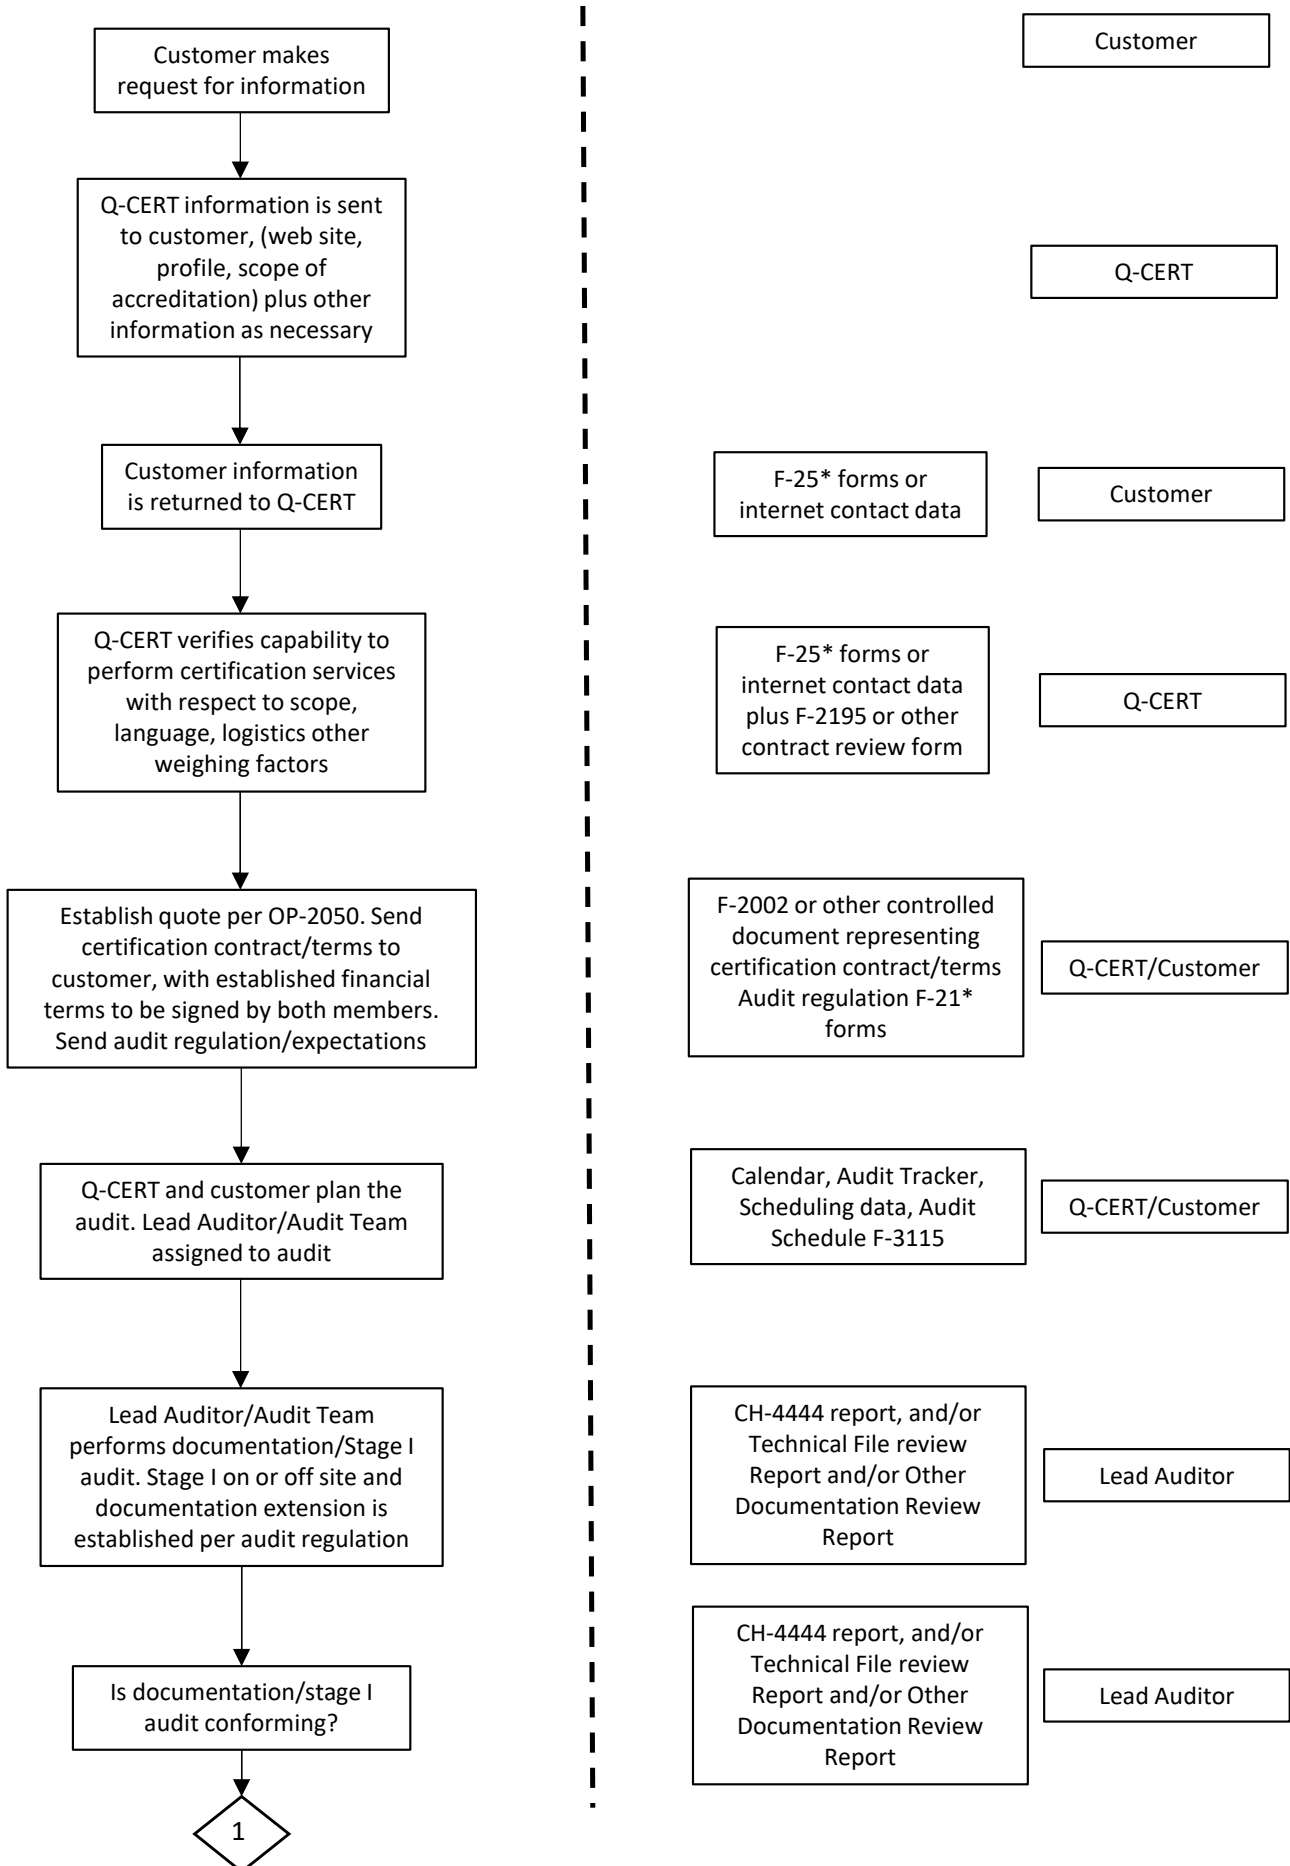 Customer makes
request for information
Customer
Q-CERT information is sent
to customer, (web site,
profile, scope of
accreditation) plus other
information as necessary
Q-CERT
Customer information
is returned to Q-CERT
F-25* forms or
internet contact data
Customer
Q-CERT verifies capability to
perform certification services
with respect to scope,
language, logistics other
weighing factors
F-25* forms or
internet contact data
plus F-2195 or other
contract review form
Q-CERT
Establish quote per OP-2050. Send
certification contract/terms to
customer, with established financial
terms to be signed by both members.
Send audit regulation/expectations
F-2002 or other controlled
document representing
certification contract/terms
Audit regulation F-21*
forms
Q-CERT/Customer
Q-CERT and customer plan the
audit. Lead Auditor/Audit Team
assigned to audit
Calendar, Audit Tracker,
Scheduling data, Audit
Schedule F-3115
Q-CERT/Customer
Lead Auditor/Audit Team
performs documentation/Stage I
audit. Stage I on or off site and
documentation extension is
established per audit regulation
CH-4444 report, and/or
Technical File review
Report and/or Other
Documentation Review
Report
Lead Auditor
Is documentation/stage I
audit conforming?
CH-4444 report, and/or
Technical File review
Report and/or Other
Documentation Review
Report
Lead Auditor
1